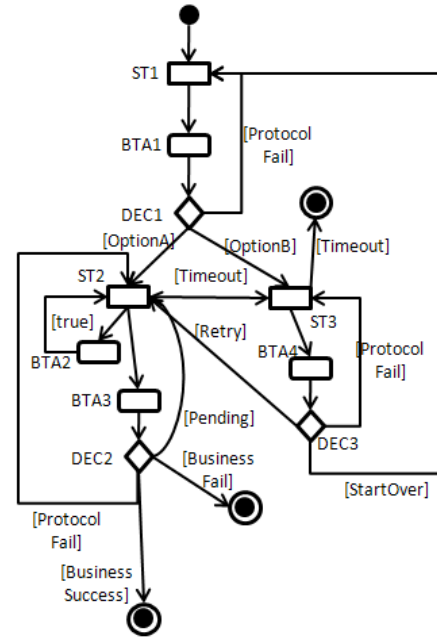 ST1
BTA1
[Protocol
Fail]
DEC1
[OptionA]
[OptionB]
[Timeout]
ST2
[Timeout]
ST3
[true]
[Retry]
BTA2
BTA4
[Protocol
Fail]
BTA3
[Pending]
DEC2
DEC3
[Business
Fail]
[StartOver]
[Protocol
Fail]
[Business
Success]